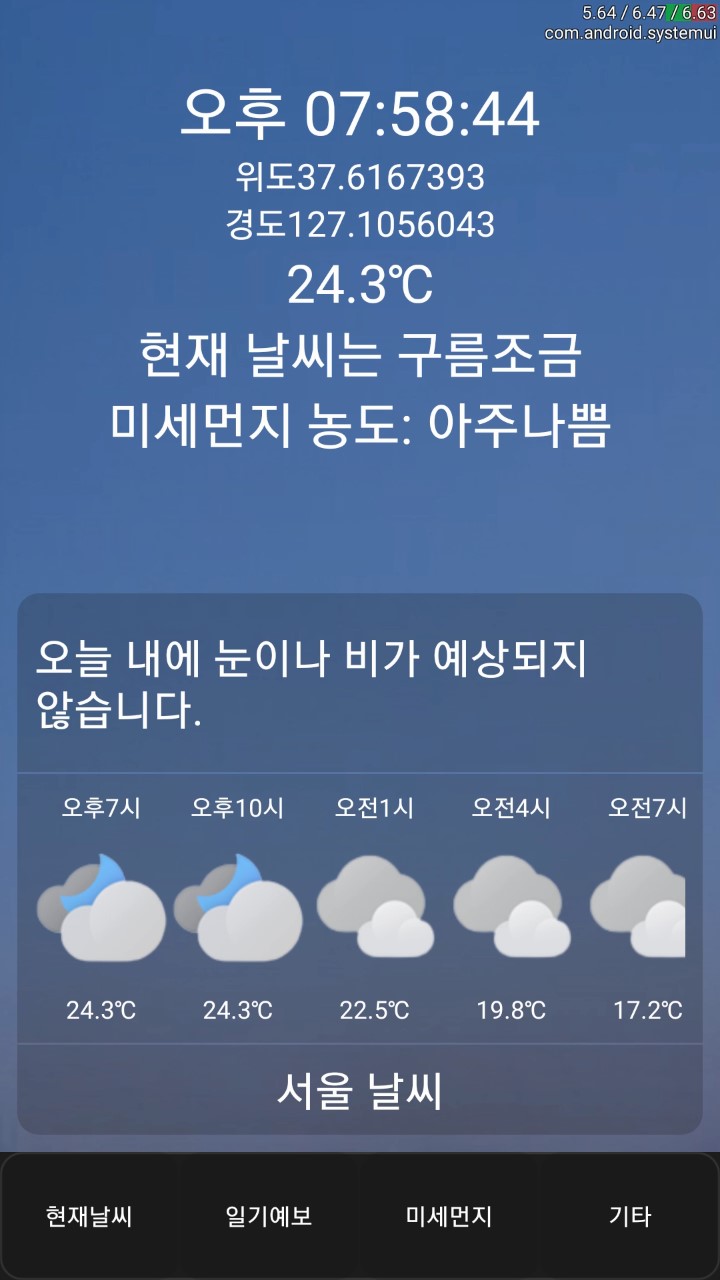 5.64 / 6.47 / 6.63
com.android.systemui
오후 07:58:44
위도37.6167393
경도127.1056043
24.3℃
현재 날씨는 구름조금
미세먼지 농도: 아주나쁨
오늘 내에 눈이나 비가 예상되지
않습니다.
오후7시 오후10시 오전1시 오전4시 오전7시
24.3℃ 24.3℃ 22.5℃ 19.8℃ 17.2℃
서울 날씨
현재날씨 일기예보 미세먼지 기타